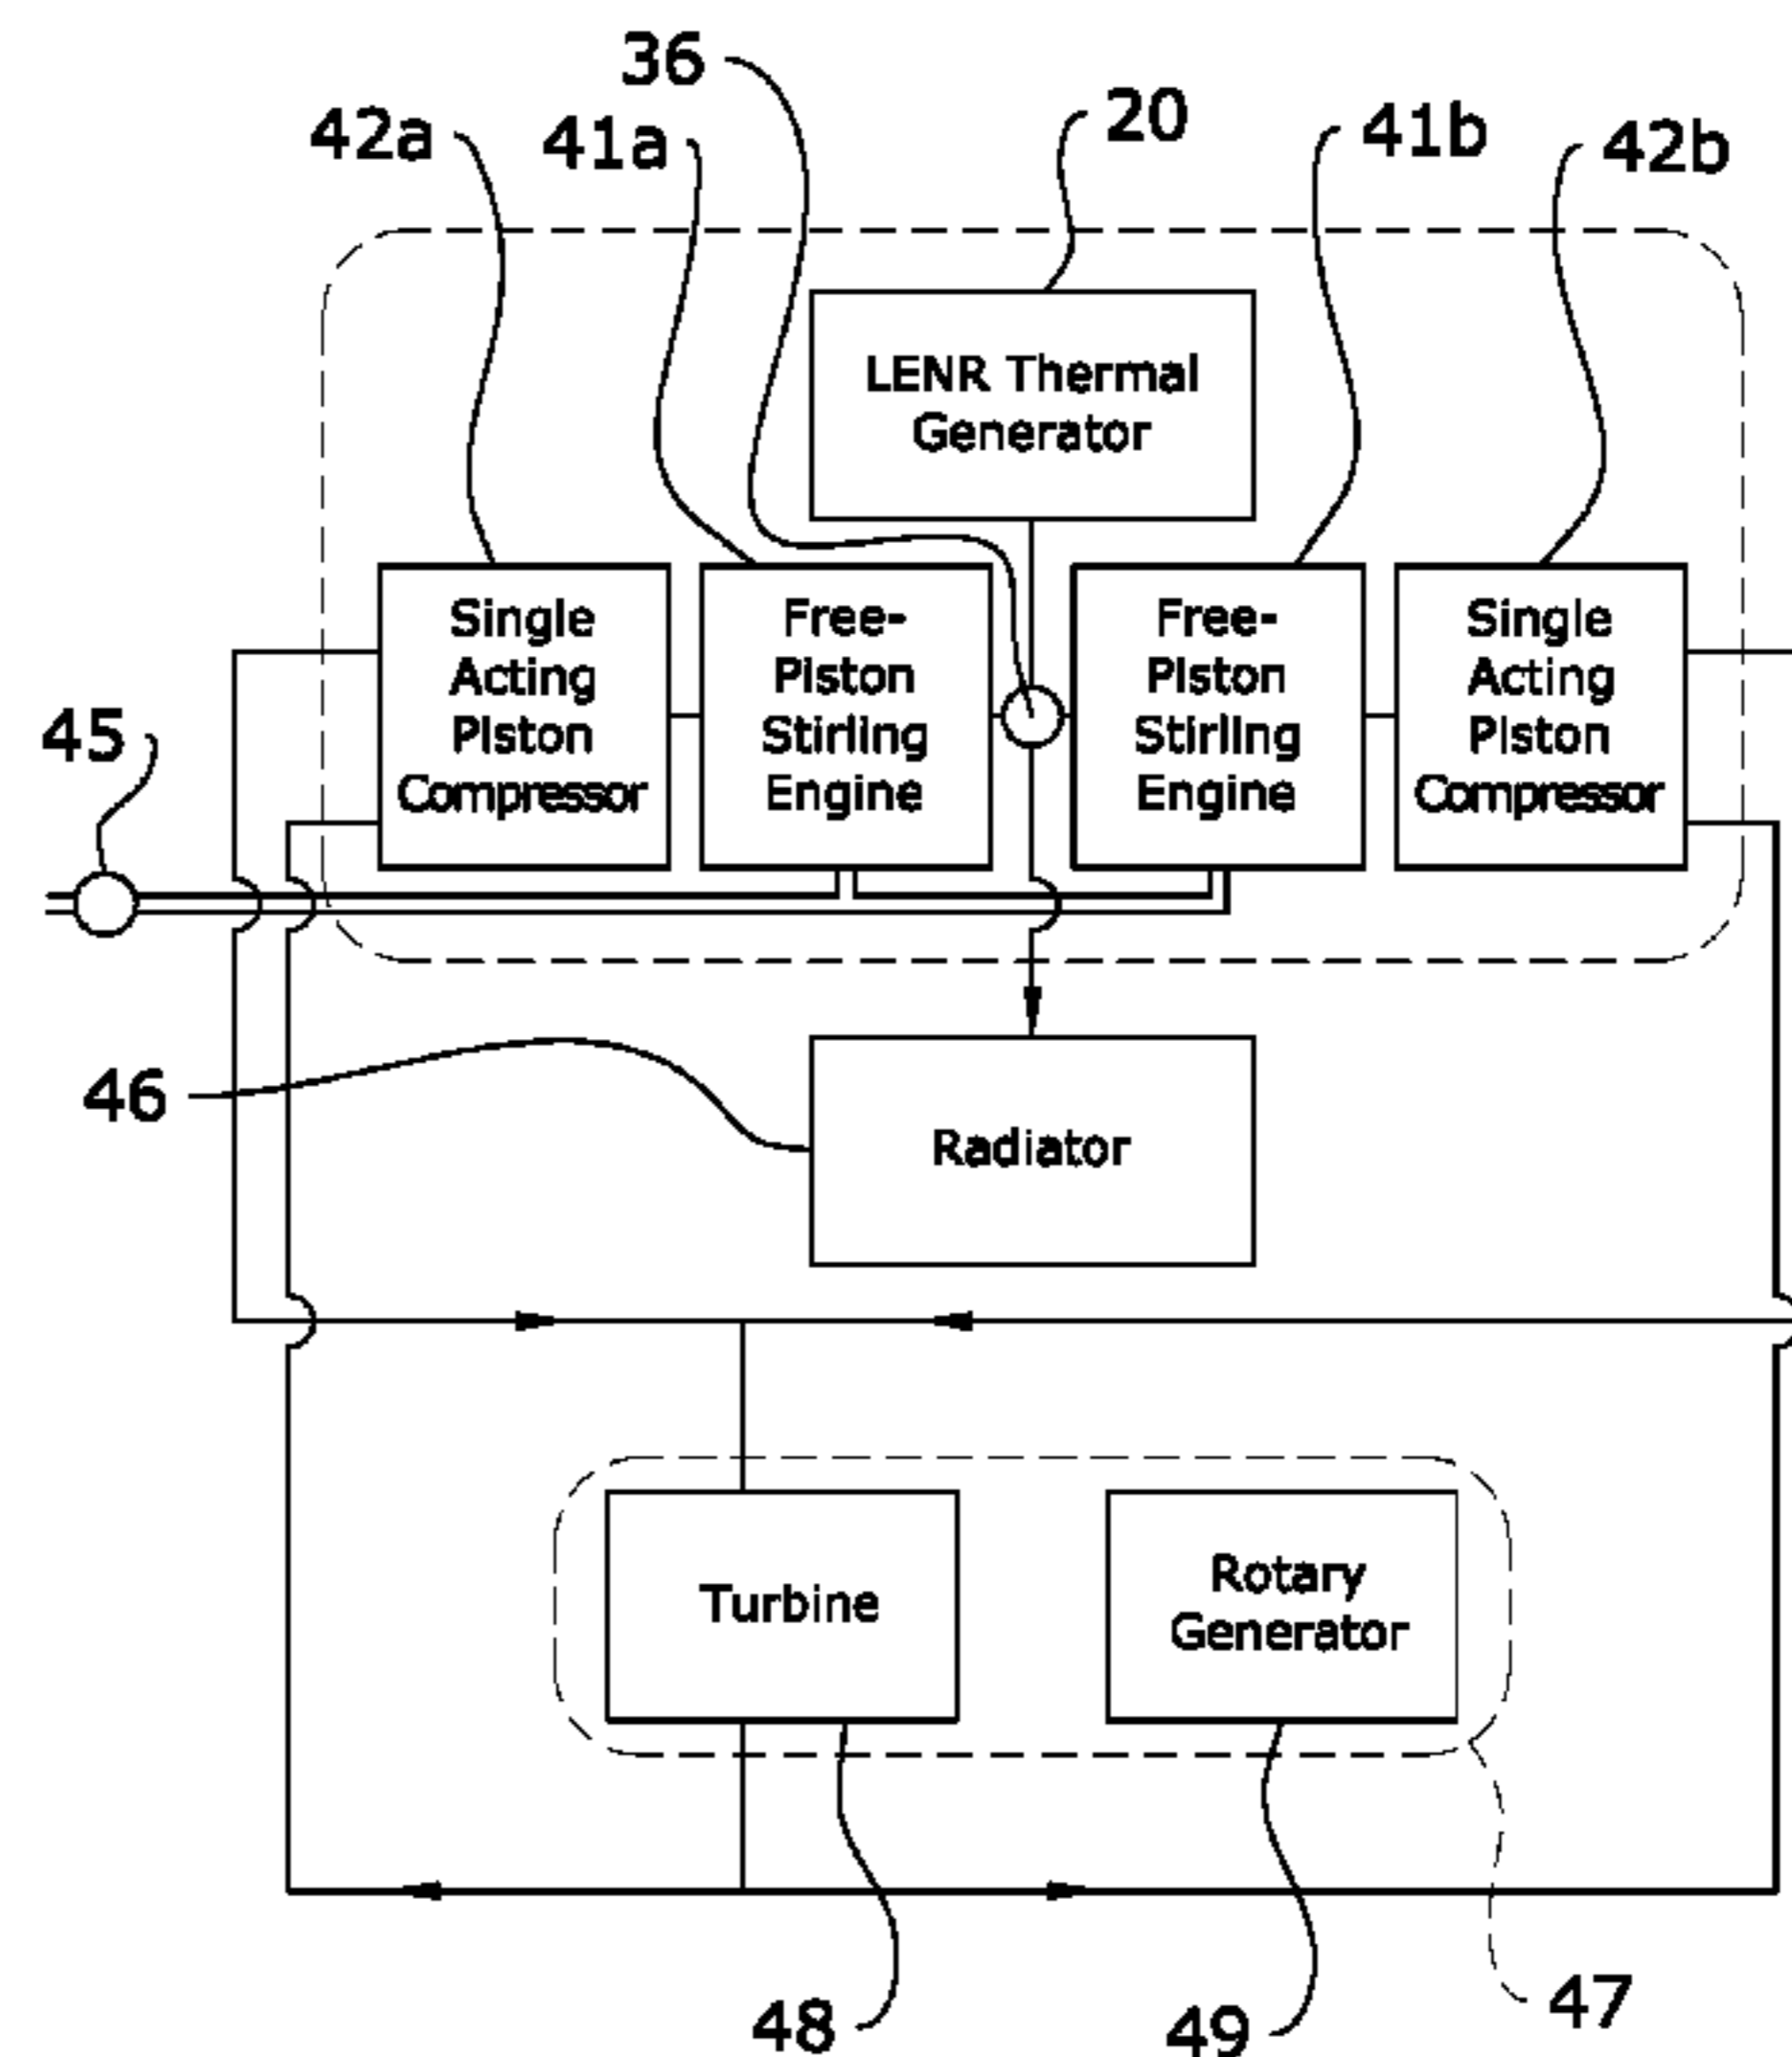 36
20
42a
41a
41b
42b
LENR Thermal
Generator
Single
Acting
Piston
Compressor
Free-
Piston
Stirling
Engine
Free-
Piston
Stirling
Engine
Single
Acting
Piston
Compressor
45
46
Radiator
Turbine
Rotary
Generator
47
48
49